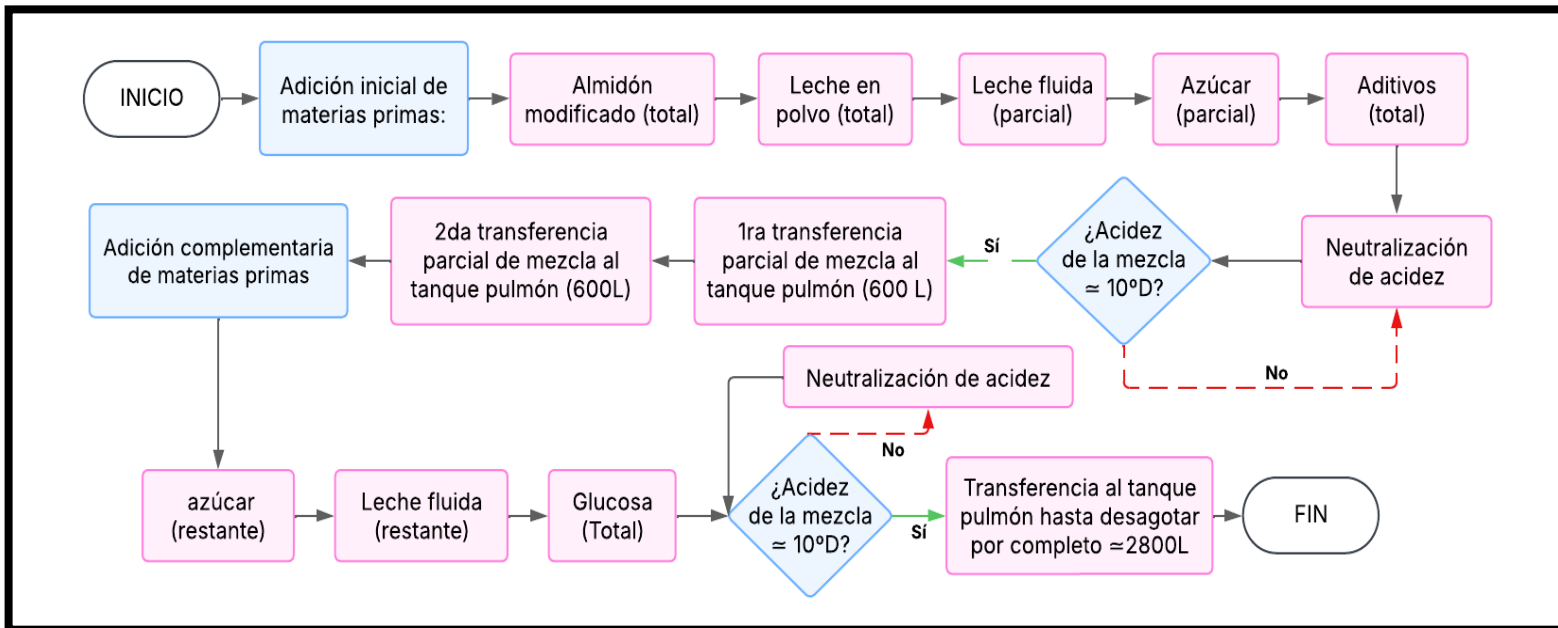 INICIO
Adición inicial de
materias primas:
Almidón
modificado (total)
Leche en
polvo (total)
Leche fluida
(parcial)
Azúcar
(parcial)
Aditivos
(total)
Neutralización
de acidez
¿Acidez
de la mezcla
≃ 10ºD?
Sí
No
1ra transferencia
parcial de mezcla al
tanque pulmón (600 L)
2da transferencia
parcial de mezcla al
tanque pulmón (600L)
Adición complementaria
de materias primas
azúcar
(restante)
Leche fluida
(restante)
Glucosa
(Total)
¿Acidez
de la mezcla
≃ 10ºD?
No
Neutralización de acidez
Sí
Transferencia al tanque
pulmón hasta desagotar
por completo ≃2800L
FIN